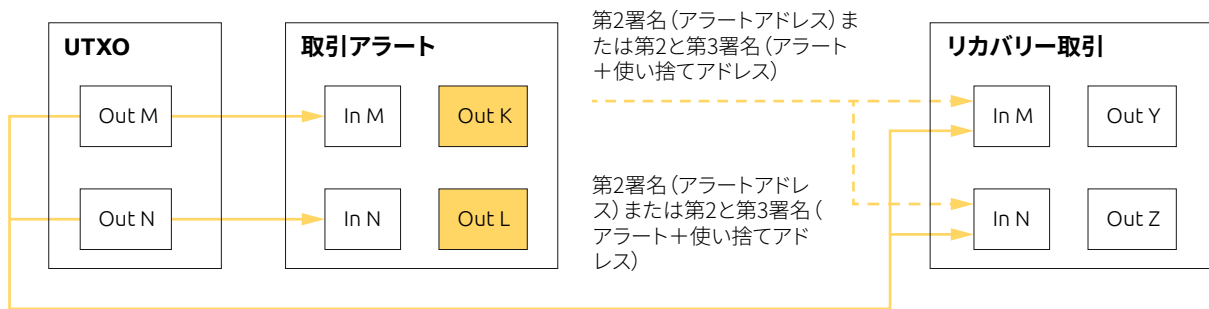 UTXO
Out M
Out N
取引アラート
In M
Out K
In N
Out L
第2署名（アラートアドレス）ま
たは第2と第3署名（アラート
＋使い捨てアドレス）
第2署名（アラートアドレ
ス）または第2と第3署名（
アラート＋使い捨てアド
レス）
リカバリー取引
In M
Out Y
In N
Out Z